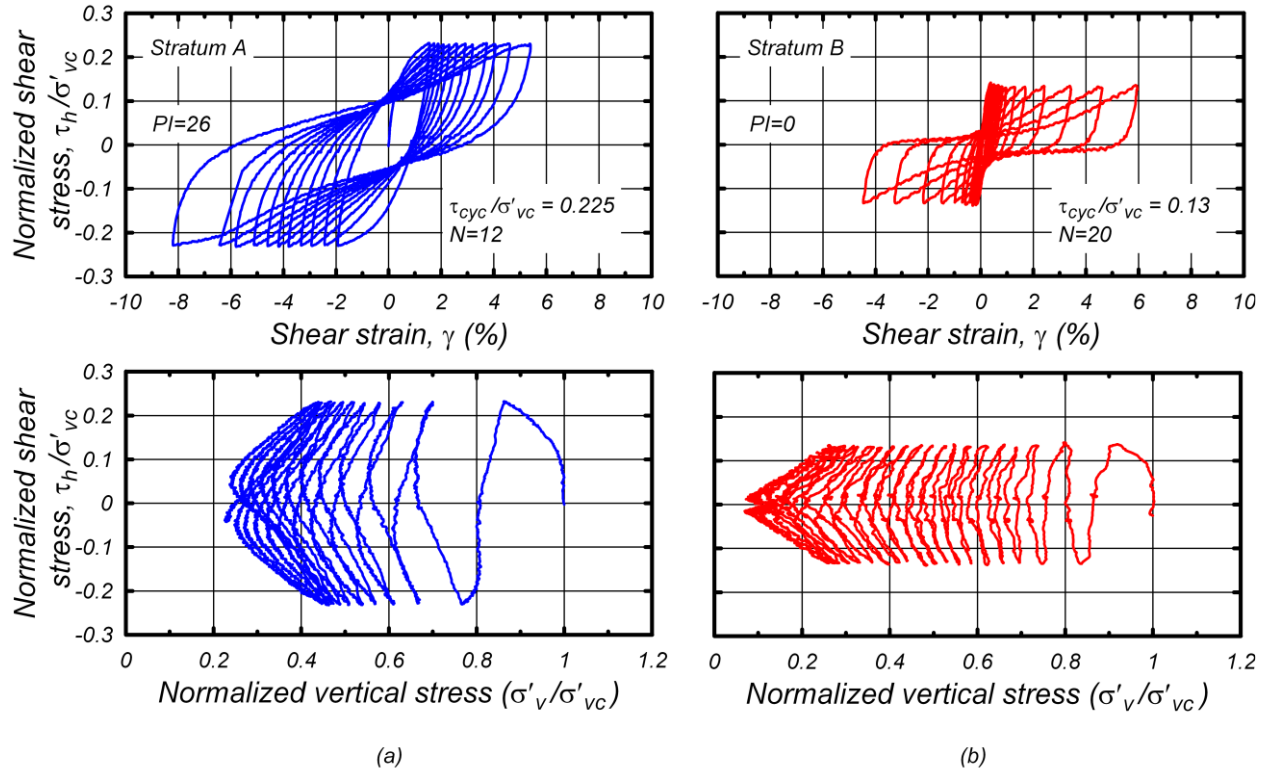 Normalized shear
stress, τh/σ'vc
0.3
0.2
0.1
0
-0.1
-0.2
-0.3
Stratum A
PI=26
τcyc/σ'vc = 0.225
N=12
-10 -8 -6 -4 -2 0 2 4 6 8 10
Shear strain, γ (%)
Stratum B
PI=0
τcyc/σ'vc = 0.13
N=20
-10 -8 -6 -4 -2 0 2 4 6 8 10
Shear strain, γ (%)
Normalized shear
stress, τh/σ'vc
0.3
0.2
0.1
0
-0.1
-0.2
-0.3
0 0.2 0.4 0.6 0.8 1 1.2
Normalized vertical stress (σ'v/σ'vc)
(a)
0 0.2 0.4 0.6 0.8 1 1.2
Normalized vertical stress (σ'v/σ'vc)
(b)